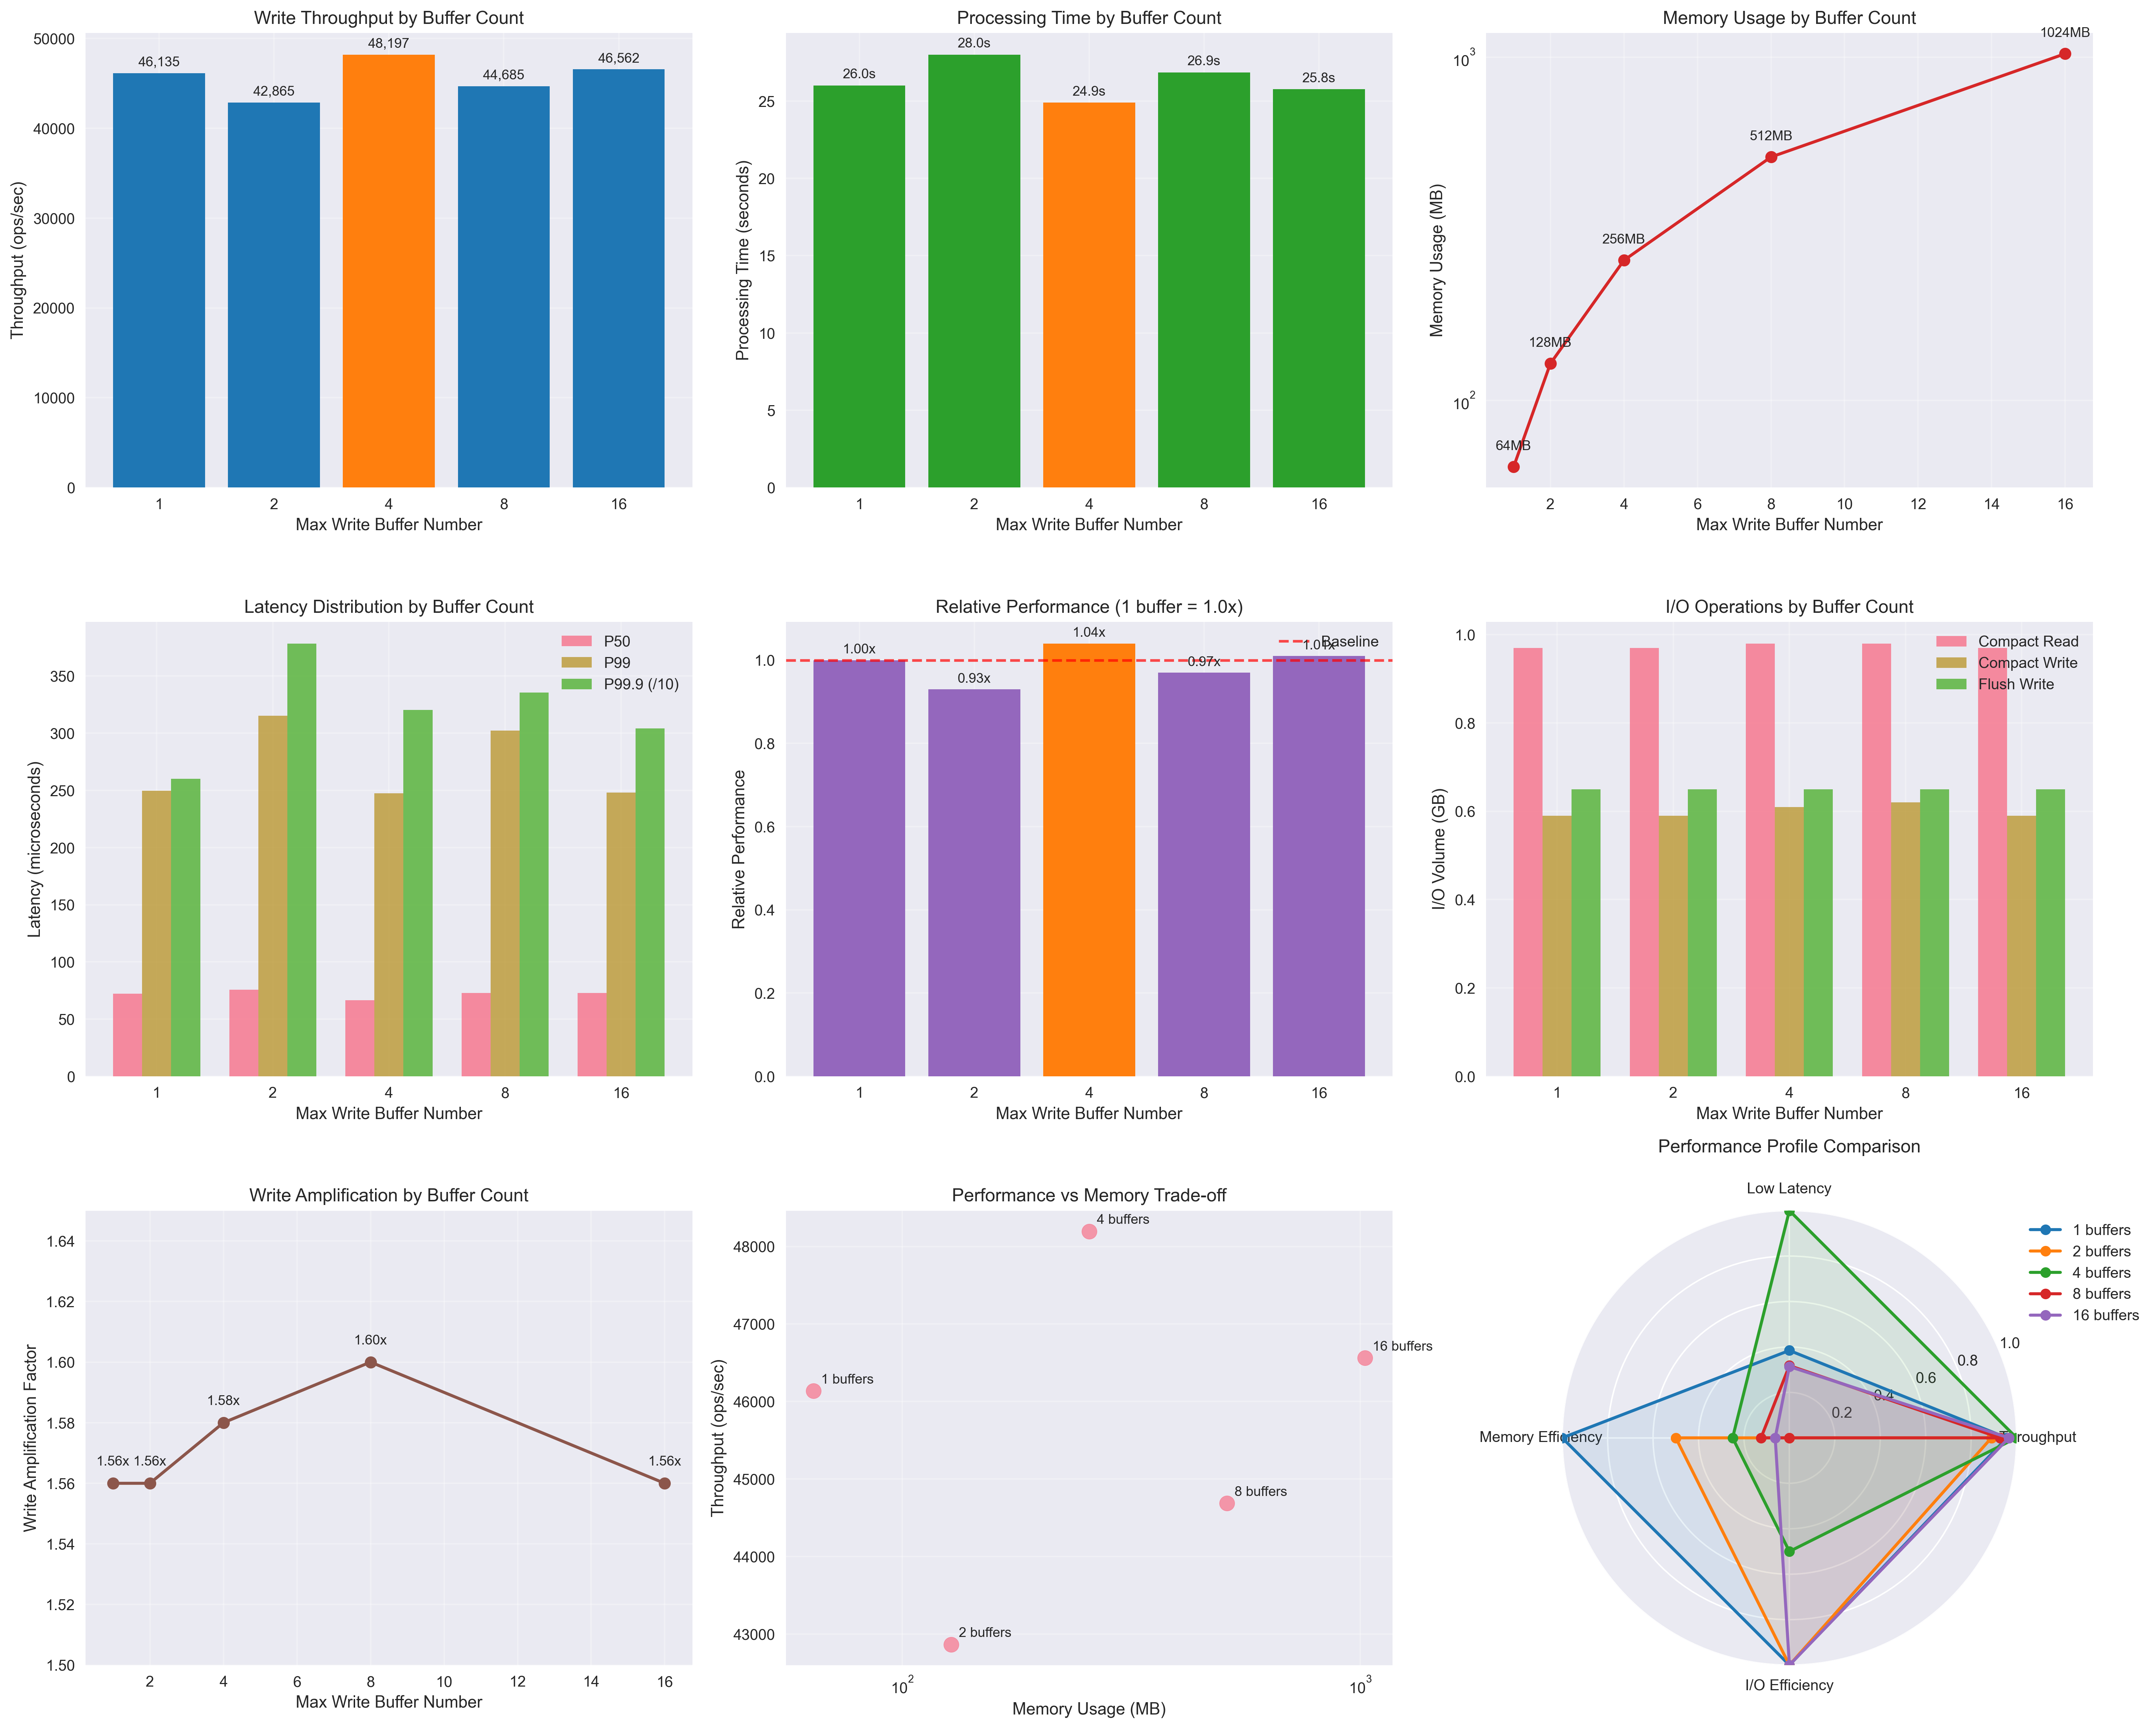 Write Throughput by Buffer Count
50000
40000
30000
20000
10000
0
46,135
42,865
48,197
44,685
46,562
1
2
4
8
16
Throughput (ops/sec)
Max Write Buffer Number
Processing Time by Buffer Count
25
20
15
10
5
0
26.0s
28.0s
24.9s
26.9s
25.8s
1
2
4
8
16
Processing Time (seconds)
Max Write Buffer Number
Memory Usage by Buffer Count
10³
10²
64MB
128MB
256MB
512MB
1024MB
2
4
6
8
10
12
14
16
Memory Usage (MB)
Max Write Buffer Number
Latency Distribution by Buffer Count
P50
P99
P99.9 (/10)
350
300
250
200
150
100
50
0
1
2
4
8
16
Latency (microseconds)
Max Write Buffer Number
Relative Performance (1 buffer = 1.0x)
Baseline
1.00x
0.93x
1.04x
0.97x
1.01x
1.0
0.8
0.6
0.4
0.2
0.0
1
2
4
8
16
Relative Performance
Max Write Buffer Number
I/O Operations by Buffer Count
Compact Read
Compact Write
Flush Write
1.0
0.8
0.6
0.4
0.2
0.0
1
2
4
8
16
I/O Volume (GB)
Max Write Buffer Number
Write Amplification by Buffer Count
1.64
1.62
1.60
1.58
1.56
1.54
1.52
1.50
1.56x
1.56x
1.58x
1.60x
1.56x
2
4
6
8
10
12
14
16
Write Amplification Factor
Max Write Buffer Number
Performance vs Memory Trade-off
48000
47000
46000
45000
44000
43000
4 buffers
16 buffers
1 buffers
8 buffers
2 buffers
10²
10³
Throughput (ops/sec)
Memory Usage (MB)
Performance Profile Comparison
Low Latency
1 buffers
2 buffers
4 buffers
8 buffers
16 buffers
1.0
0.8
0.6
0.4
0.2
Memory Efficiency
Throughput
I/O Efficiency